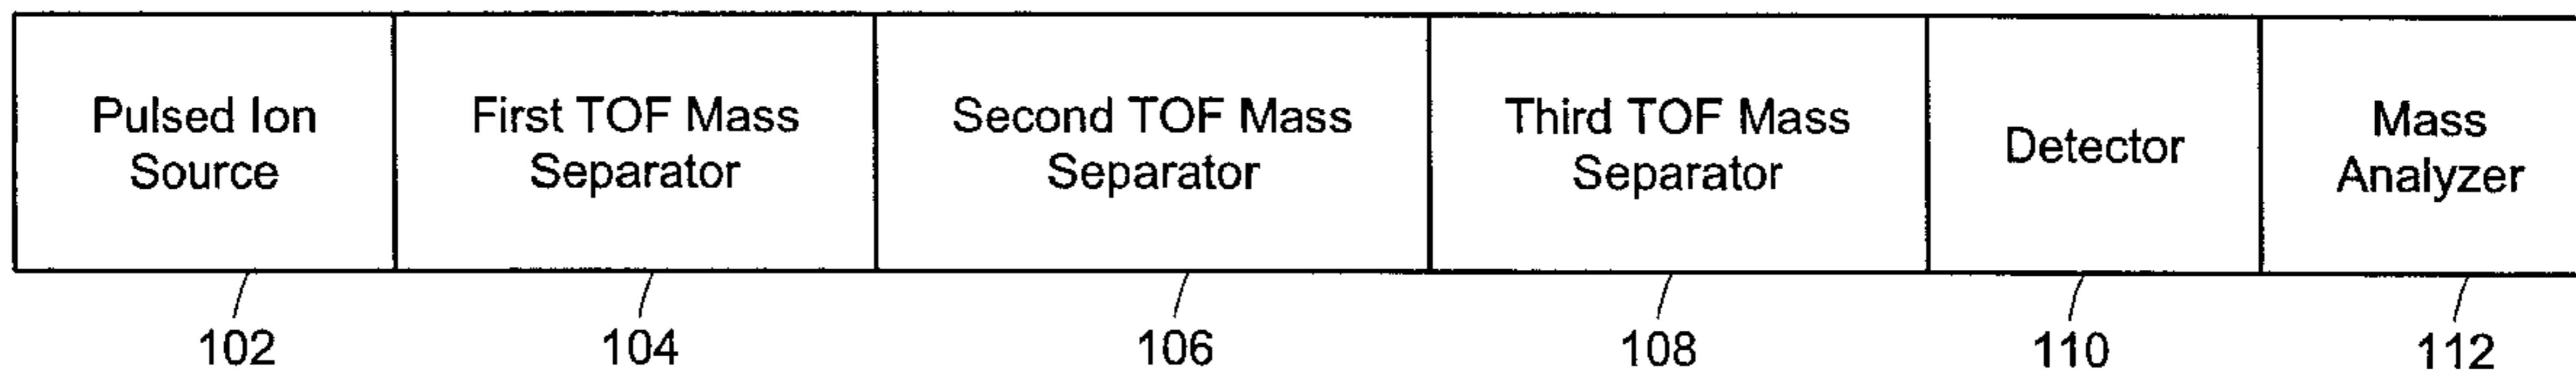 Pulsed Ion
Source
First TOF Mass
Separator
Second TOF Mass
Separator
Third TOF Mass
Separator
Detector
Mass
Analyzer
102
104
106
108
110
112